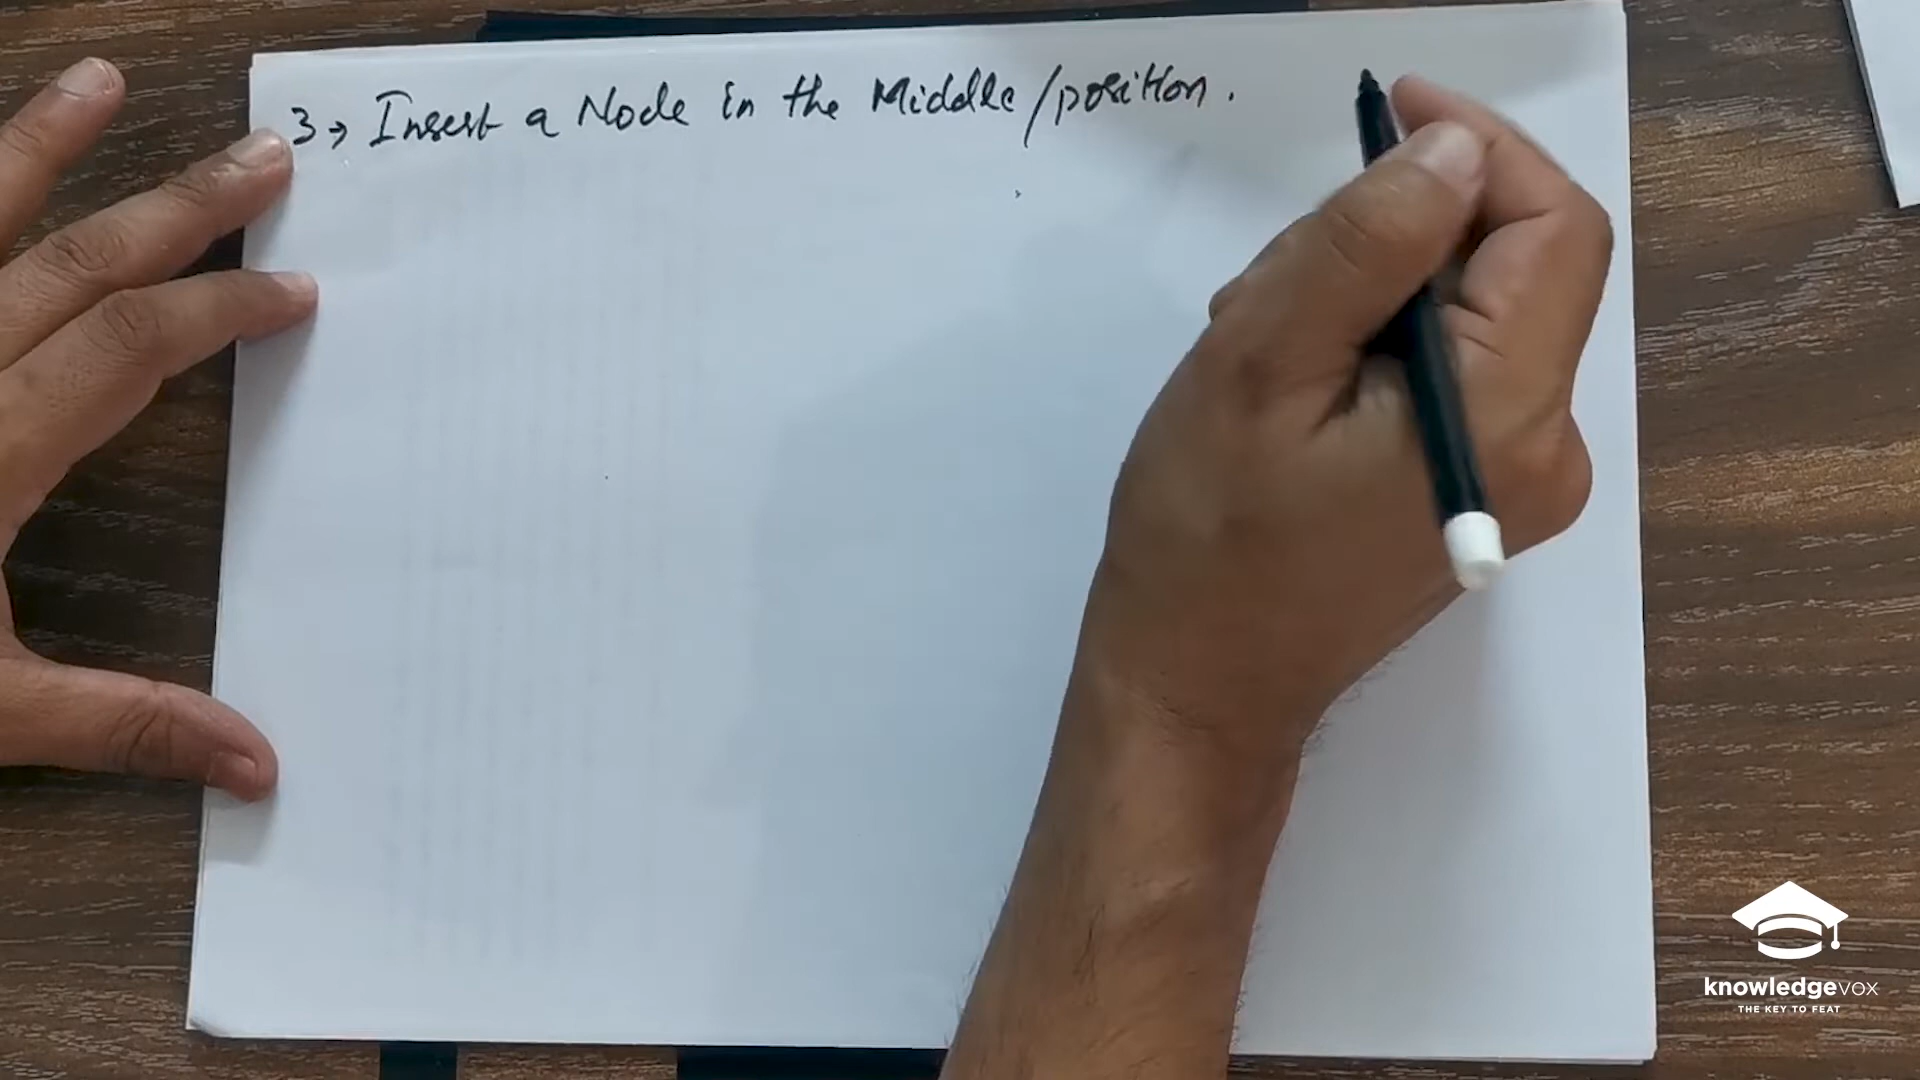 3→ Insert a Node in the Middle/position.
knowledgevox
THE KEY TO FEAT